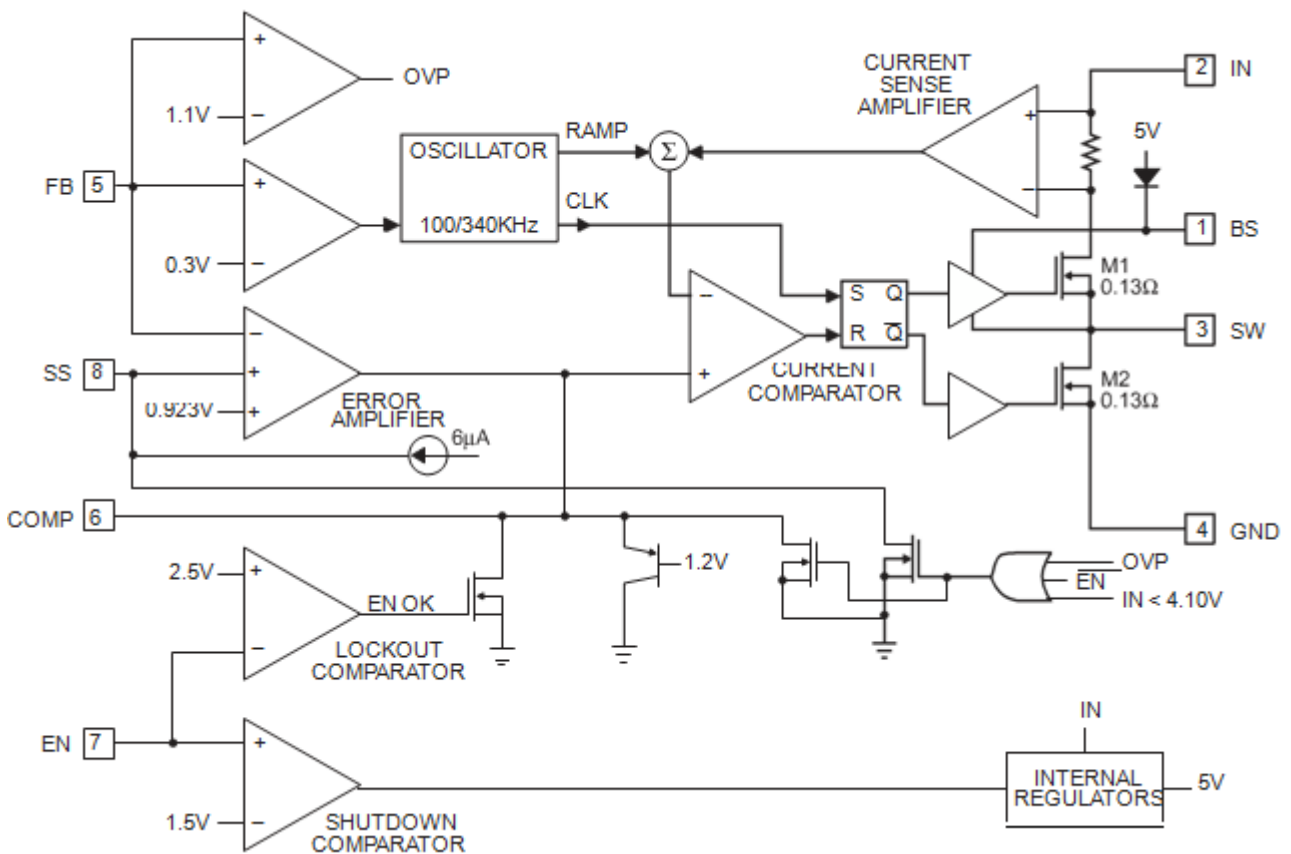 +
OVP
1.1V
−
FB 5
+
0.3V
−
OSCILLATOR
100/340KHz
RAMP
CLK
Σ
CURRENT
SENSE
AMPLIFIER
+
−
2 IN
5V
1 BS
M1
0.13Ω
3 SW
M2
0.13Ω
4 GND
S Q
R Q̅
−
+
CURRENT
COMPARATOR
SS 8
−
+
0.923V
+
ERROR
AMPLIFIER
6μA
COMP 6
1.2V
OVP
E̅N̅
IN < 4.10V
2.5V
+
−
EN OK
LOCKOUT
COMPARATOR
EN 7
+
1.5V
−
SHUTDOWN
COMPARATOR
IN
INTERNAL
REGULATORS
5V